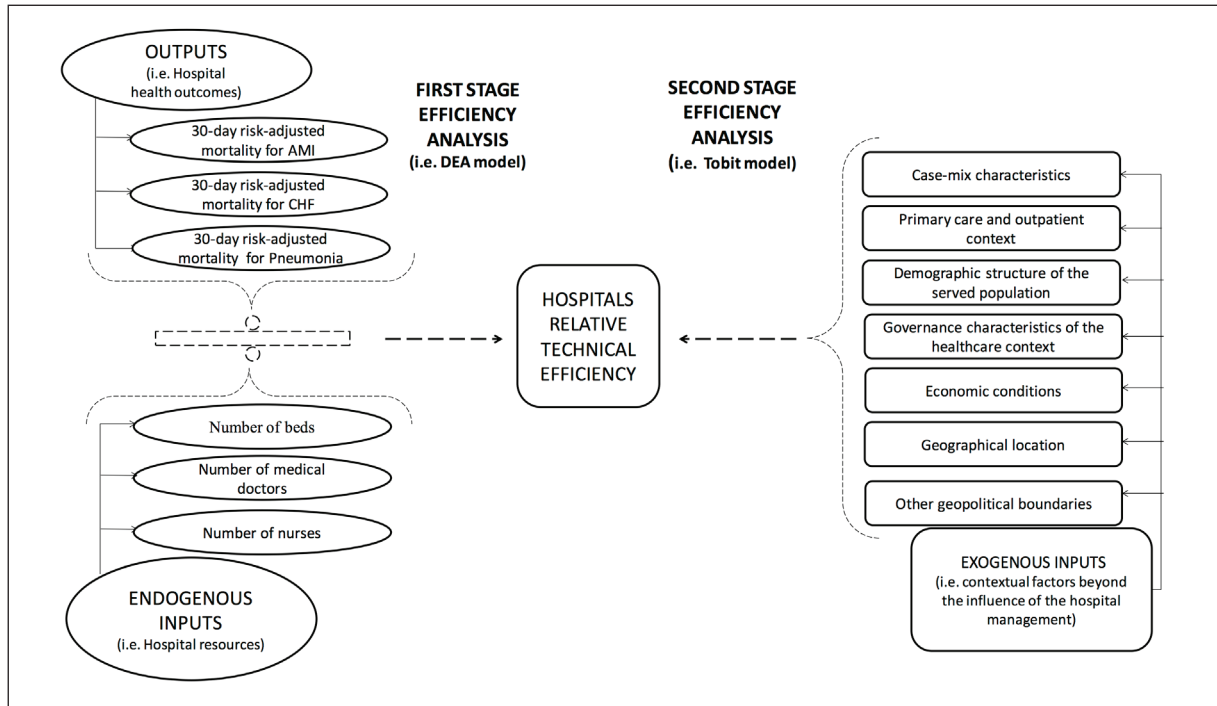 OUTPUTS
(i.e. Hospital
health outcomes)
30-day risk-adjusted
mortality for AMI
30-day risk-adjusted
mortality for CHF
30-day risk-adjusted
mortality for Pneumonia
FIRST STAGE
EFFICIENCY
ANALYSIS
(i.e. DEA model)
SECOND STAGE
EFFICIENCY
ANALYSIS
(i.e. Tobit model)
HOSPITALS
RELATIVE
TECHNICAL
EFFICIENCY
Number of beds
Number of medical
doctors
Number of nurses
ENDOGENOUS
INPUTS
(i.e. Hospital resources)
Case-mix characteristics
Primary care and outpatient
context
Demographic structure of the
served population
Governance characteristics of the
healthcare context
Economic conditions
Geographical location
Other geopolitical boundaries
EXOGENOUS INPUTS
(i.e. contextual factors beyond
the influence of the hospital
management)